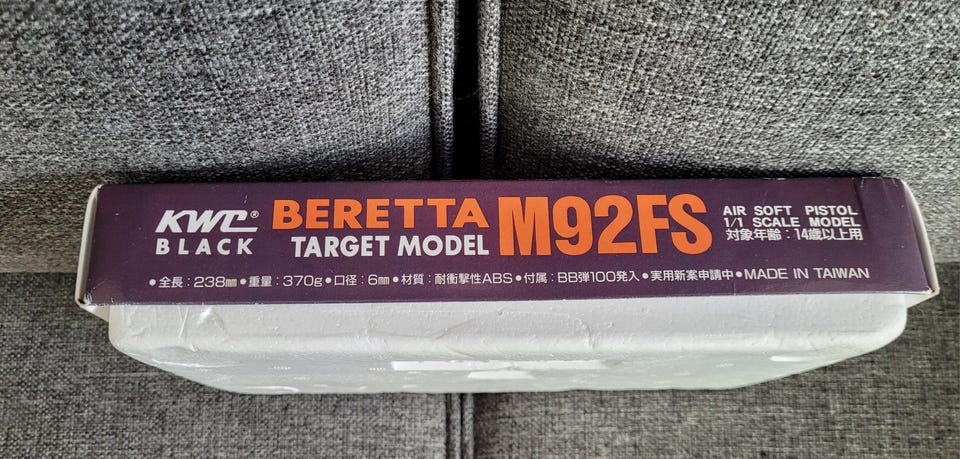 KWC®
BLACK
BERETTA
TARGET MODEL
M92FS
AIR SOFT PISTOL
1/1 SCALE MODEL
対象年齢：14歳以上用
●全長：238㎜●重量：370g●口径：6㎜●材質：耐衝撃性ABS●付属：BB弾100発入●実用新案申請中●MADE IN TAIWAN